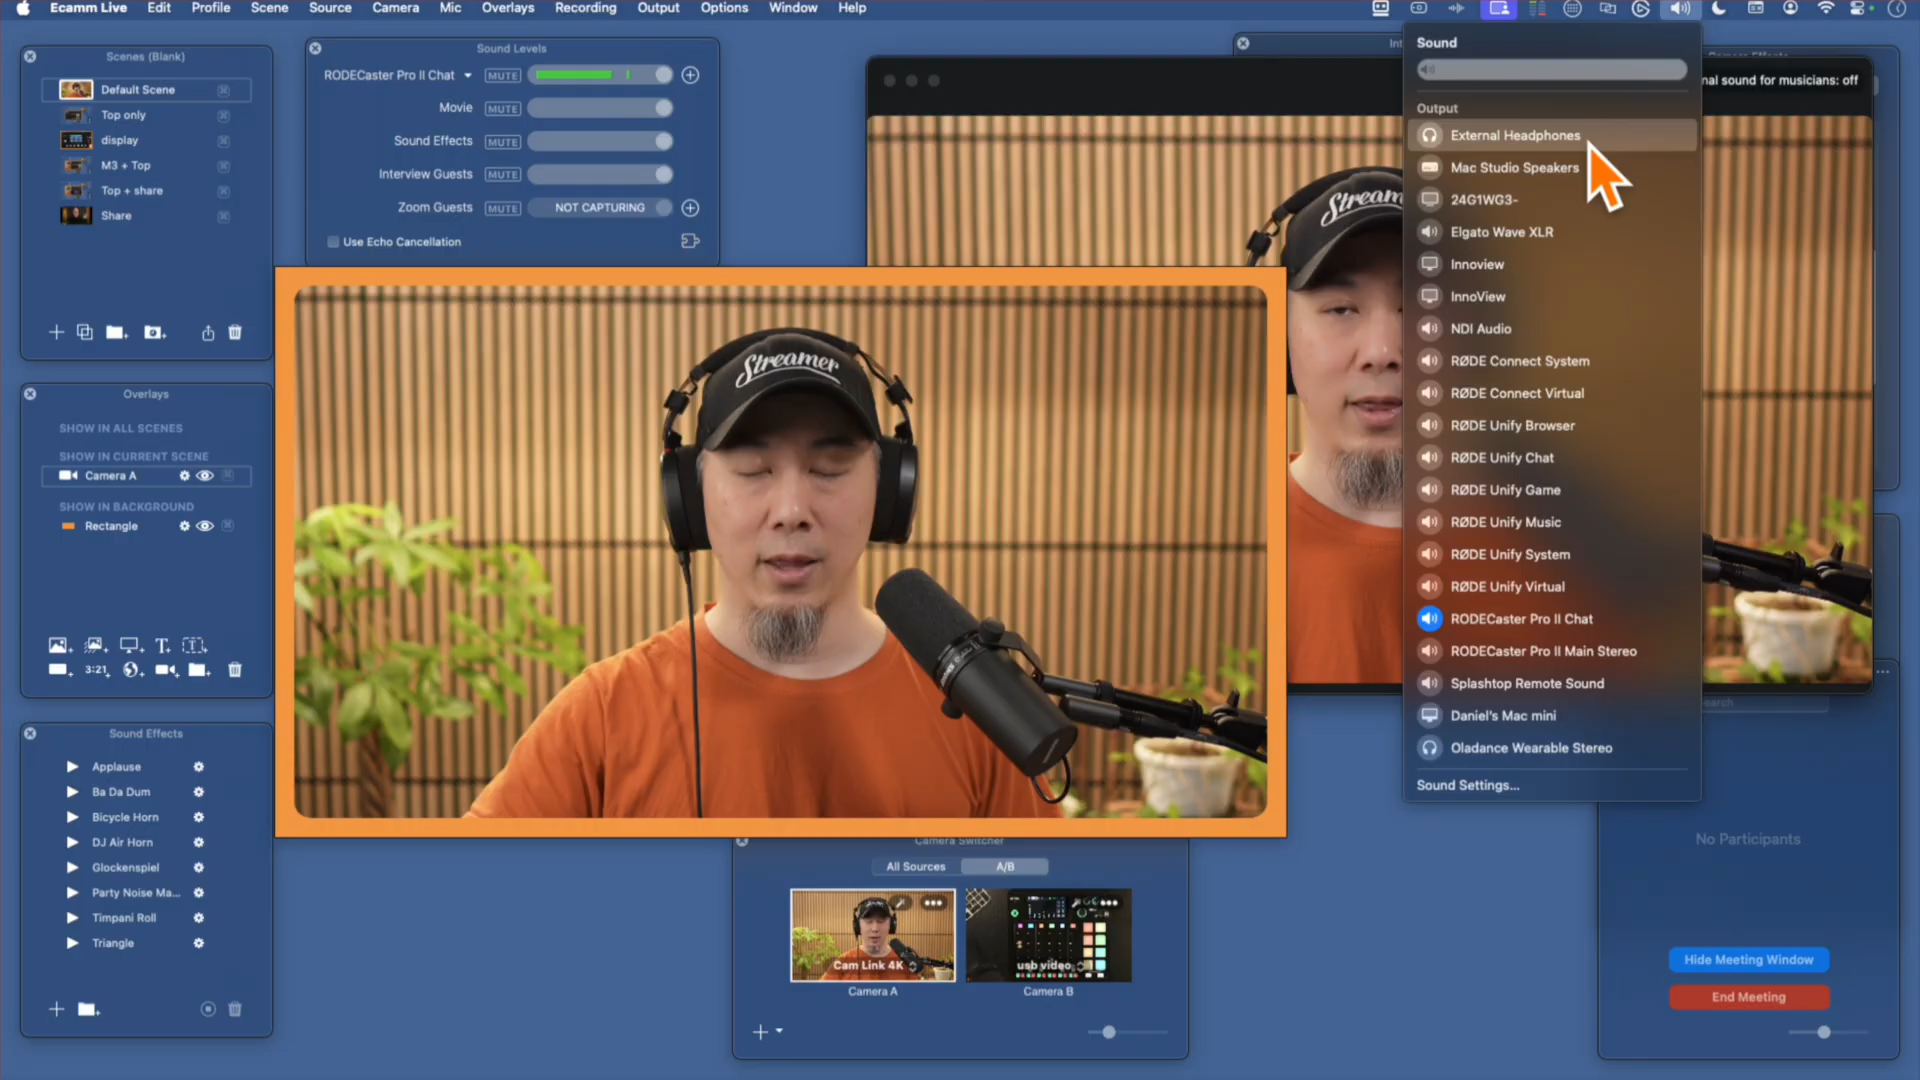 Ecamm Live Edit Profile Scene Source Camera Mic Overlays Recording Output Options Window Help
Scenes (Blank)
Default Scene
Top only
display
M3 + Top
Top + share
Share
Sound Levels
RODECaster Pro II Chat MUTE
Movie MUTE
Sound Effects MUTE
Interview Guests MUTE
Zoom Guests MUTE NOT CAPTURING
Use Echo Cancellation
Overlays
SHOW IN ALL SCENES
SHOW IN CURRENT SCENE
Camera A
SHOW IN BACKGROUND
Rectangle
3:21
Sound Effects
Applause
Ba Da Dum
Bicycle Horn
DJ Air Horn
Glockenspiel
Party Noise Ma...
Timpani Roll
Triangle
Streamer
Camera Switcher
All Sources A/B
Cam Link 4K
Camera A
usb video
Camera B
nal sound for musicians: off
Sound
Output
External Headphones
Mac Studio Speakers
24G1WG3-
Elgato Wave XLR
Innoview
InnoView
NDI Audio
RØDE Connect System
RØDE Connect Virtual
RØDE Unify Browser
RØDE Unify Chat
RØDE Unify Game
RØDE Unify Music
RØDE Unify System
RØDE Unify Virtual
RODECaster Pro II Chat
RODECaster Pro II Main Stereo
Splashtop Remote Sound
Daniel's Mac mini
Oladance Wearable Stereo
Sound Settings...
No Participants
Hide Meeting Window
End Meeting